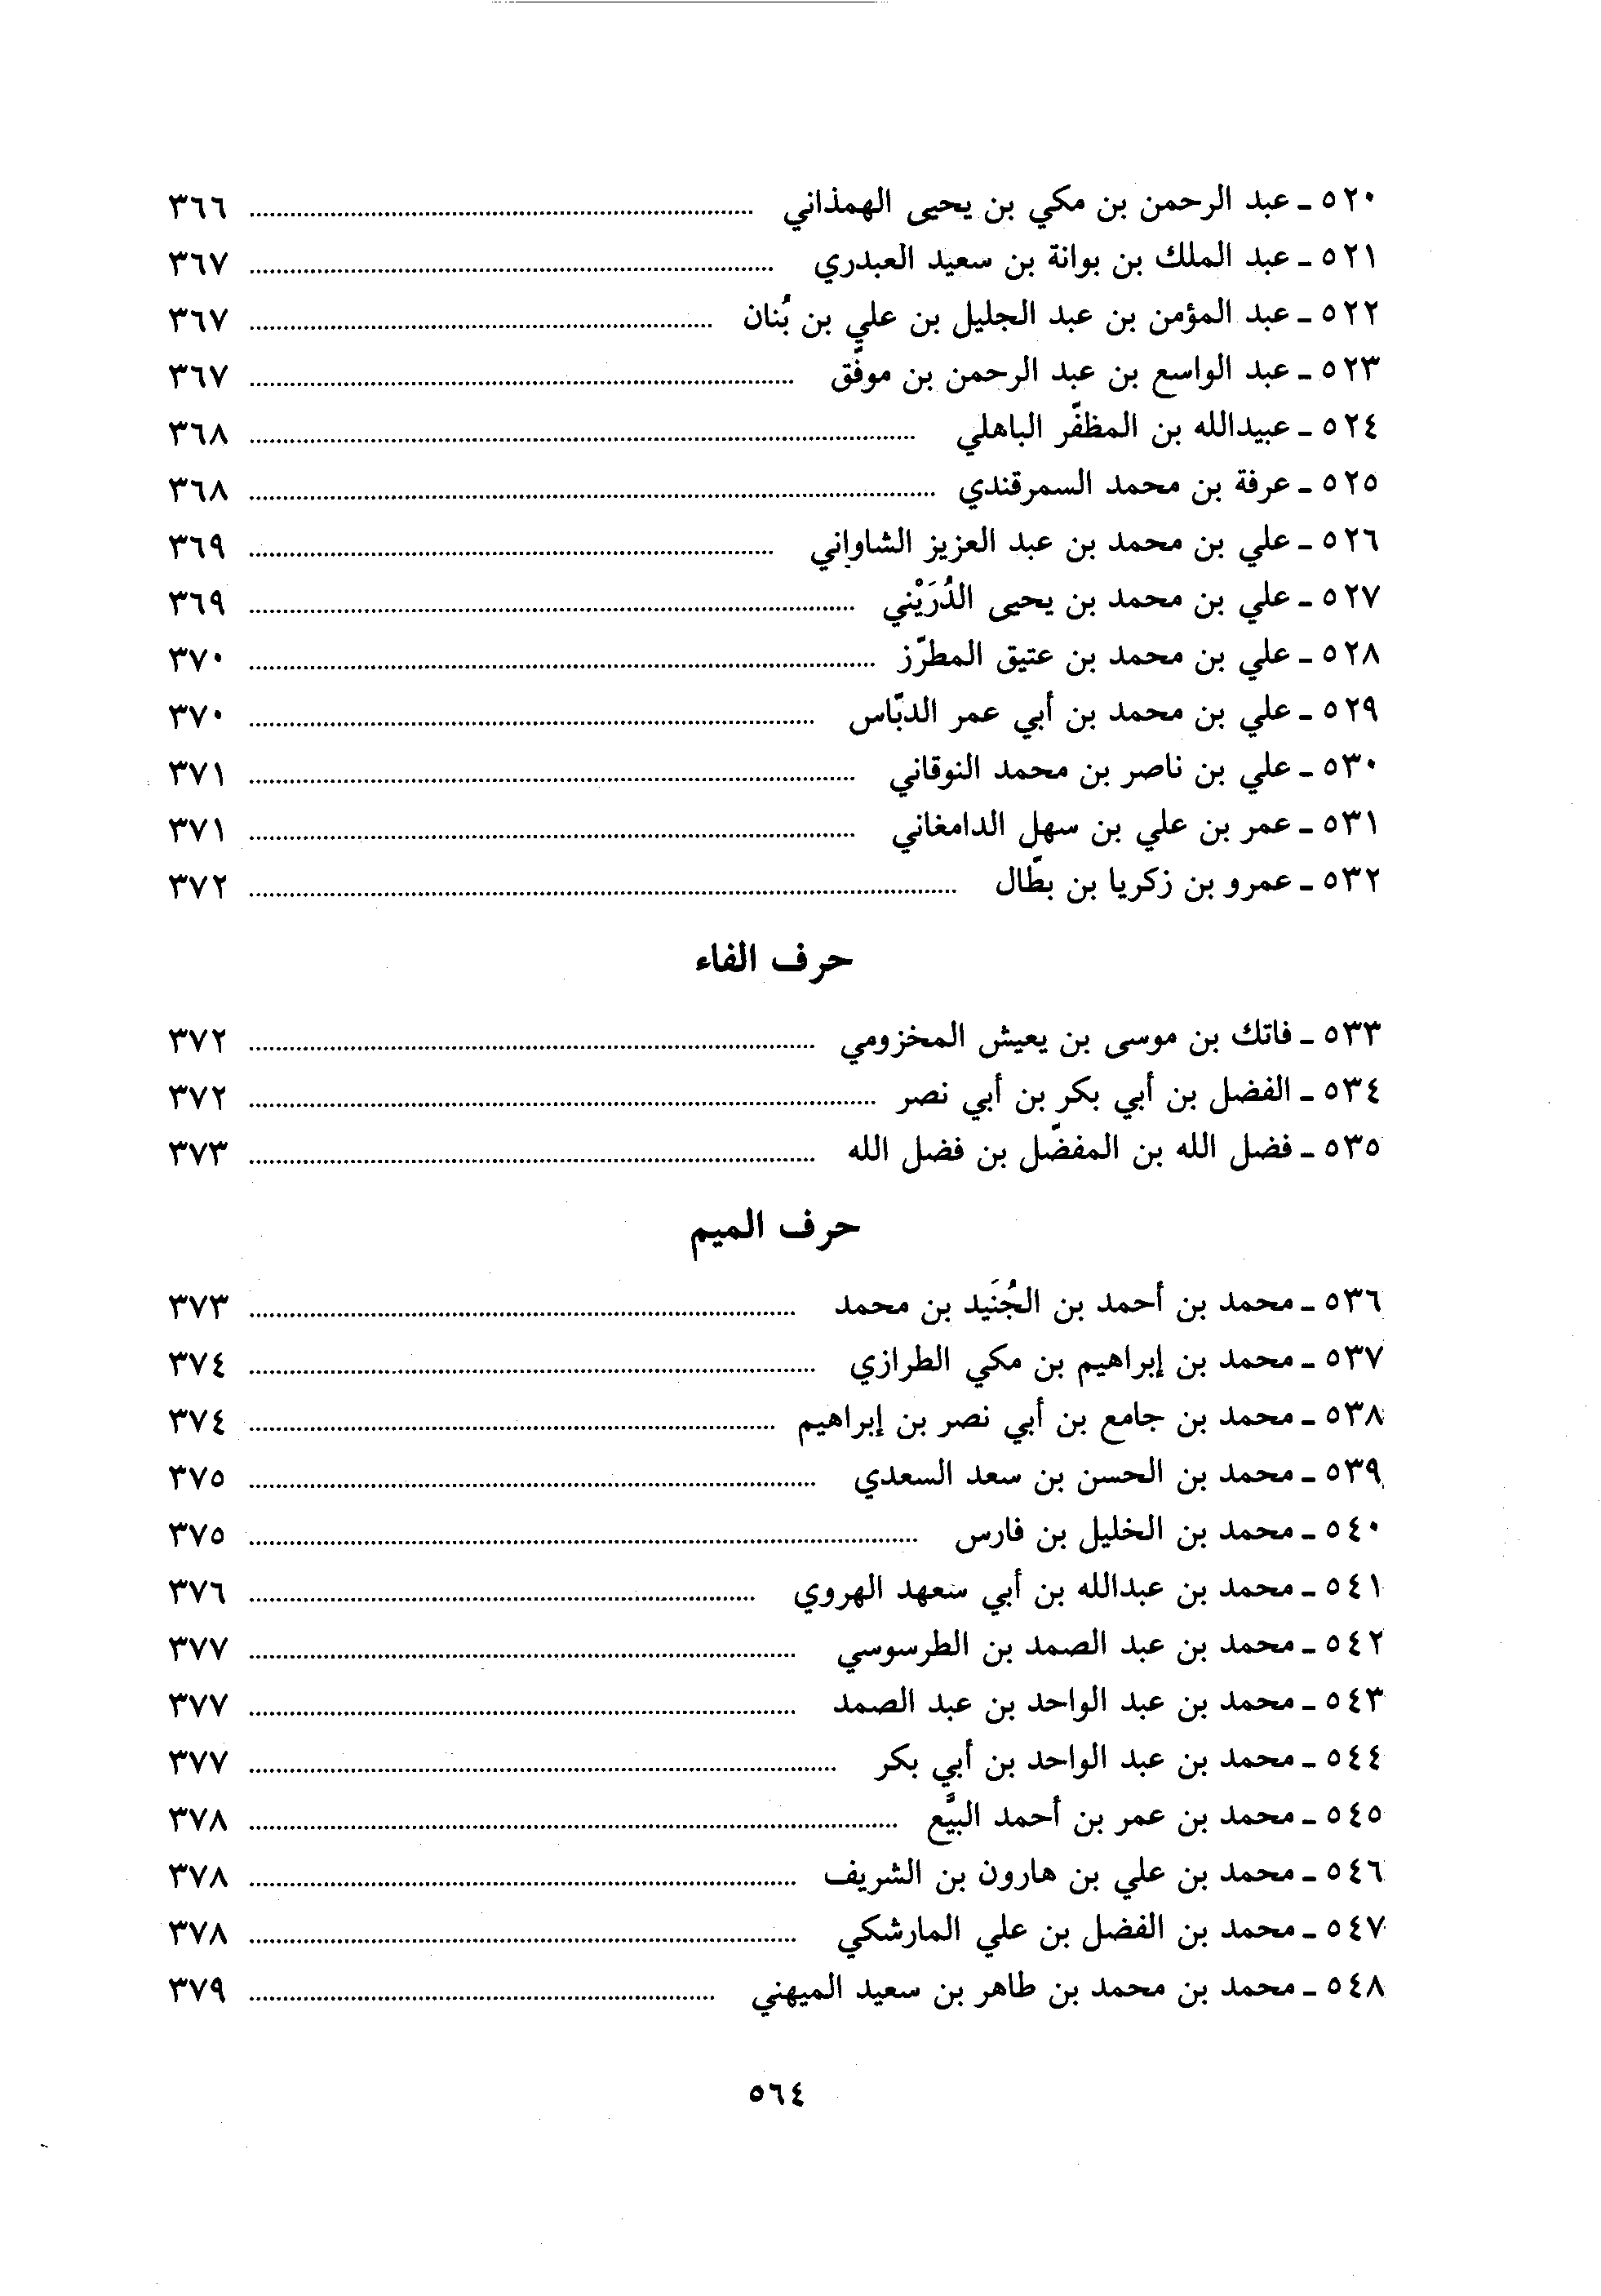 ٥٢٠ ـ عبد الرحمن بن مكي بن يحيى الهمذاني ........ ٣٦٦
٥٢١ ـ عبد الملك بن بوانة بن سعيد العبدري ........ ٣٦٧
٥٢٢ ـ عبد المؤمن بن عبد الجليل بن علي بن بُنان ........ ٣٦٧
٥٢٣ ـ عبد الواسع بن عبد الرحمن بن موفّق ........ ٣٦٧
٥٢٤ ـ عبيدالله بن المظفّر الباهلي ........ ٣٦٨
٥٢٥ ـ عرفة بن محمد السمرقندي ........ ٣٦٨
٥٢٦ ـ علي بن محمد بن عبد العزيز الشاواني ........ ٣٦٩
٥٢٧ ـ علي بن محمد بن يحيى الدُرَيْني ........ ٣٦٩
٥٢٨ ـ علي بن محمد بن عتيق المطرّز ........ ٣٧٠
٥٢٩ ـ علي بن محمد بن أبي عمر الدبّاس ........ ٣٧٠
٥٣٠ ـ علي بن ناصر بن محمد النوقاني ........ ٣٧١
٥٣١ ـ عمر بن علي بن سهل الدامغاني ........ ٣٧١
٥٣٢ ـ عمرو بن زكريا بن بطّال ........ ٣٧٢
حرف الفاء
٥٣٣ ـ فاتك بن موسى بن يعيش المخزومي ........ ٣٧٢
٥٣٤ ـ الفضل بن أبي بكر بن أبي نصر ........ ٣٧٢
٥٣٥ ـ فضل الله بن المفضّل بن فضل الله ........ ٣٧٣
حرف الميم
٥٣٦ ـ محمد بن أحمد بن الجُنَيد بن محمد ........ ٣٧٣
٥٣٧ ـ محمد بن إبراهيم بن مكي الطرازي ........ ٣٧٤
٥٣٨ ـ محمد بن جامع بن أبي نصر بن إبراهيم ........ ٣٧٤
٥٣٩ ـ محمد بن الحسن بن سعد السعدي ........ ٣٧٥
٥٤٠ ـ محمد بن الخليل بن فارس ........ ٣٧٥
٥٤١ ـ محمد بن عبدالله بن أبي سعهد الهروي ........ ٣٧٦
٥٤٢ ـ محمد بن عبد الصمد بن الطرسوسي ........ ٣٧٧
٥٤٣ ـ محمد بن عبد الواحد بن عبد الصمد ........ ٣٧٧
٥٤٤ ـ محمد بن عبد الواحد بن أبي بكر ........ ٣٧٧
٥٤٥ ـ محمد بن عمر بن أحمد البيّع ........ ٣٧٨
٥٤٦ ـ محمد بن علي بن هارون بن الشريف ........ ٣٧٨
٥٤٧ ـ محمد بن الفضل بن علي المارشكي ........ ٣٧٨
٥٤٨ ـ محمد بن محمد بن طاهر بن سعيد الميهني ........ ٣٧٩
٥٦٤